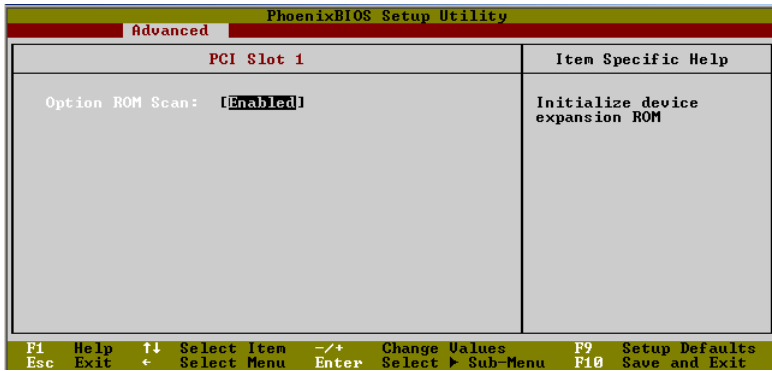 PhoenixBIOS Setup Utility
Advanced
PCI Slot 1
Item Specific Help
Option ROM Scan: [Enabled]
Initialize device
expansion ROM
F1 Help ↑↓ Select Item -/+ Change Values F9 Setup Defaults
Esc Exit ← Select Menu Enter Select ▶ Sub-Menu F10 Save and Exit